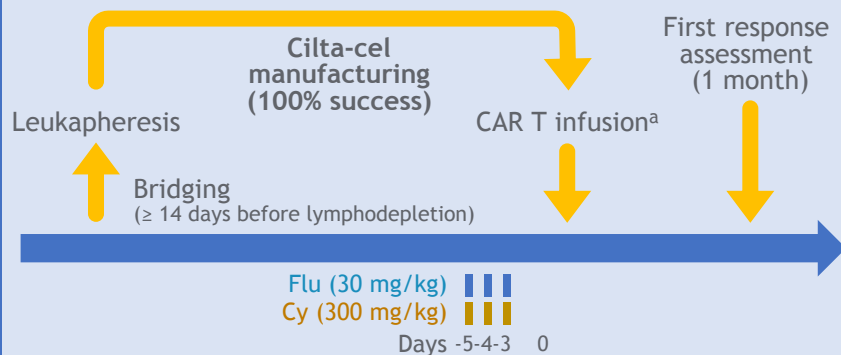 Cilta-cel
manufacturing
(100% success)
First response
assessment
(1 month)
Leukapheresis
CAR T infusionᵃ
Bridging
(≥ 14 days before lymphodepletion)
Flu (30 mg/kg)
Cy (300 mg/kg)
Days -5-4-3 0